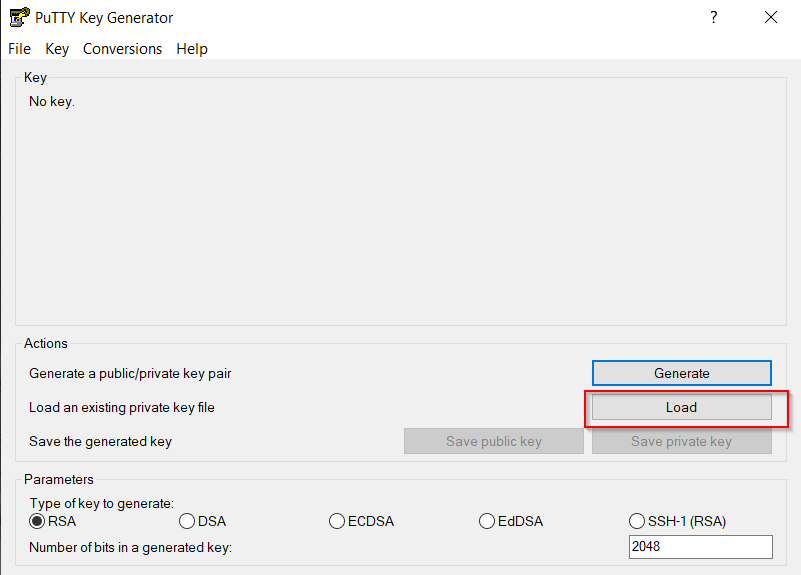 PuTTY Key Generator ?
File Key Conversions Help
Key
No key.
Actions
Generate a public/private key pair Generate
Load an existing private key file Load
Save the generated key Save public key Save private key
Parameters
Type of key to generate:
RSA DSA ECDSA EdDSA SSH-1 (RSA)
Number of bits in a generated key: 2048